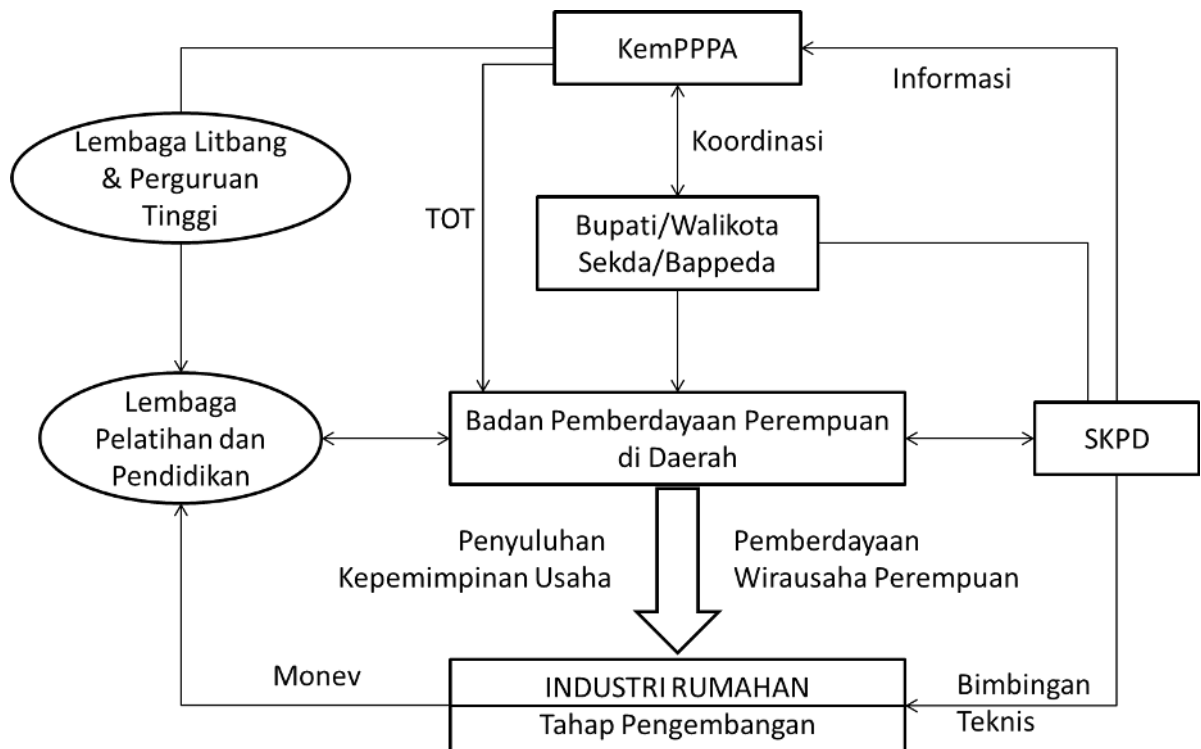 KemPPPA
Informasi
Lembaga Litbang
& Perguruan
Tinggi
Koordinasi
TOT
Bupati/Walikota
Sekda/Bappeda
Lembaga
Pelatihan dan
Pendidikan
Badan Pemberdayaan Perempuan
di Daerah
SKPD
Penyuluhan
Kepemimpinan Usaha
Pemberdayaan
Wirausaha Perempuan
Monev
INDUSTRI RUMAHAN
Tahap Pengembangan
Bimbingan
Teknis